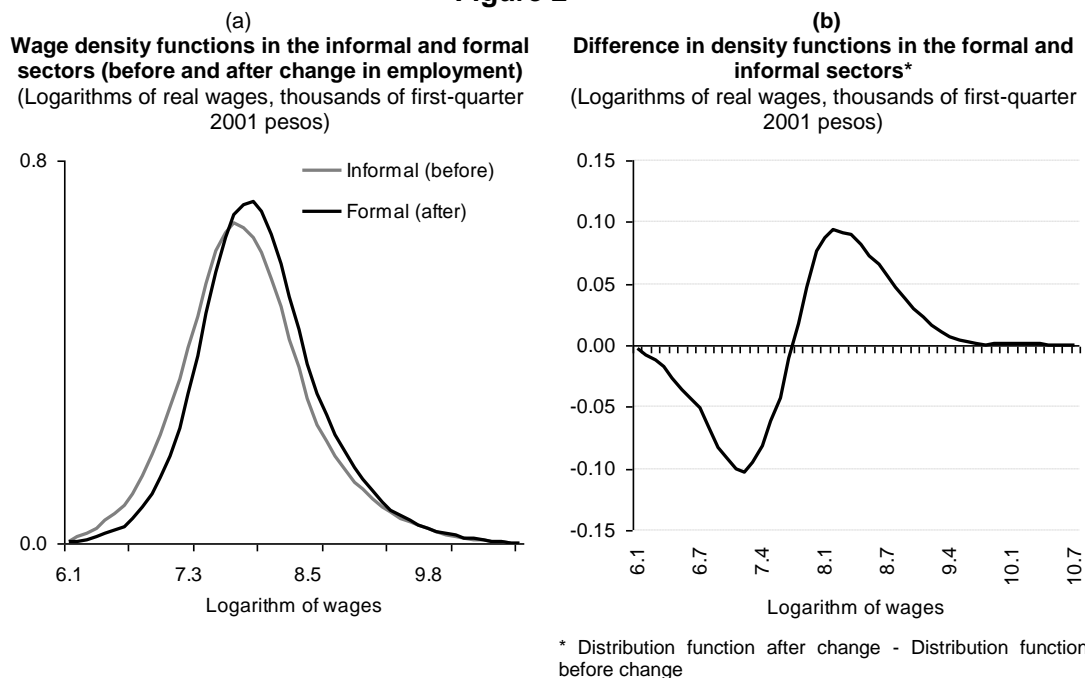 (a)
Wage density functions in the informal and formal
sectors (before and after change in employment)
(Logarithms of real wages, thousands of first-quarter
2001 pesos)
0.8
Informal (before)
Formal (after)
0.0
6.1 7.3 8.5 9.8
Logarithm of wages
(b)
Difference in density functions in the formal and
informal sectors*
(Logarithms of real wages, thousands of first-quarter
2001 pesos)
0.15
0.10
0.05
0.00
-0.05
-0.10
-0.15
6.1 6.7 7.4 8.1 8.7 9.4 10.1 10.7
Logarithm of wages
* Distribution function after change - Distribution function
before change